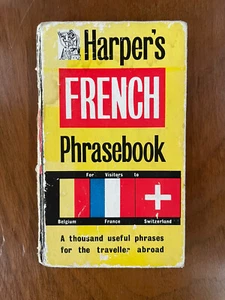 Harper's
FRENCH
Phrasebook
For Visitors to
Belgium France Switzerland
A thousand useful phrases
for the traveller abroad